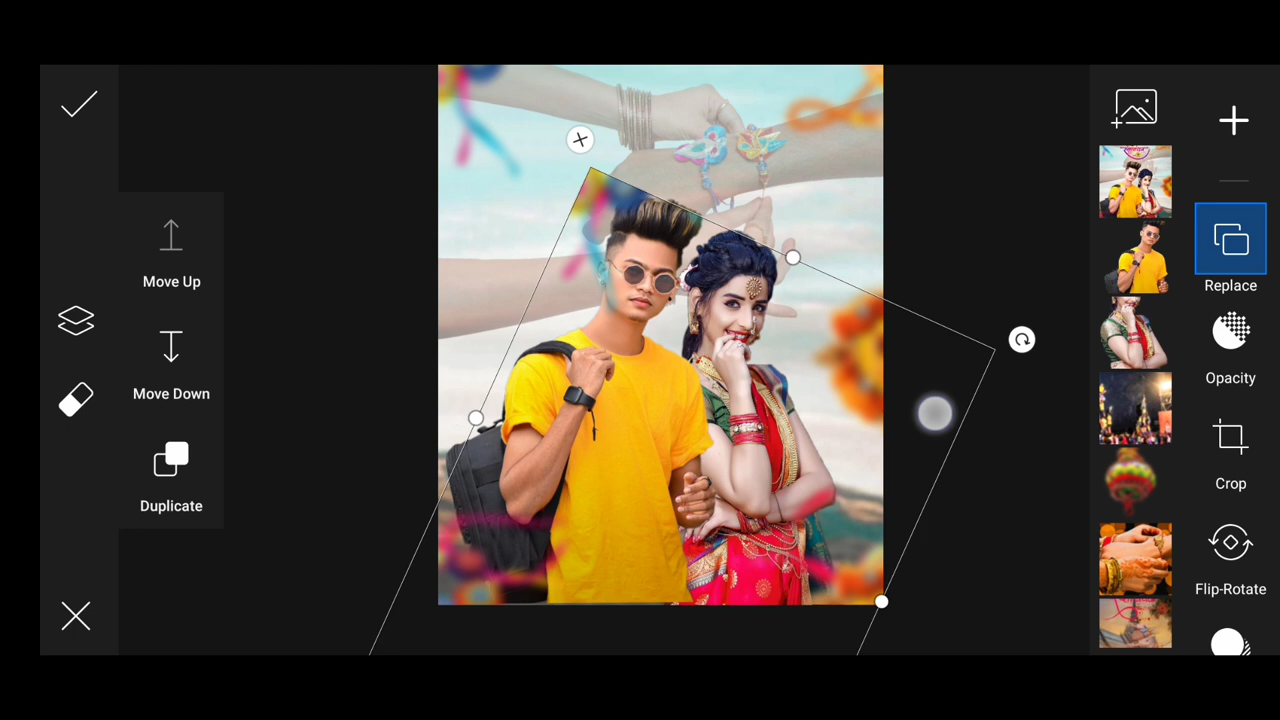 Move Up
Move Down
Duplicate
Replace
Opacity
Crop
Flip-Rotate